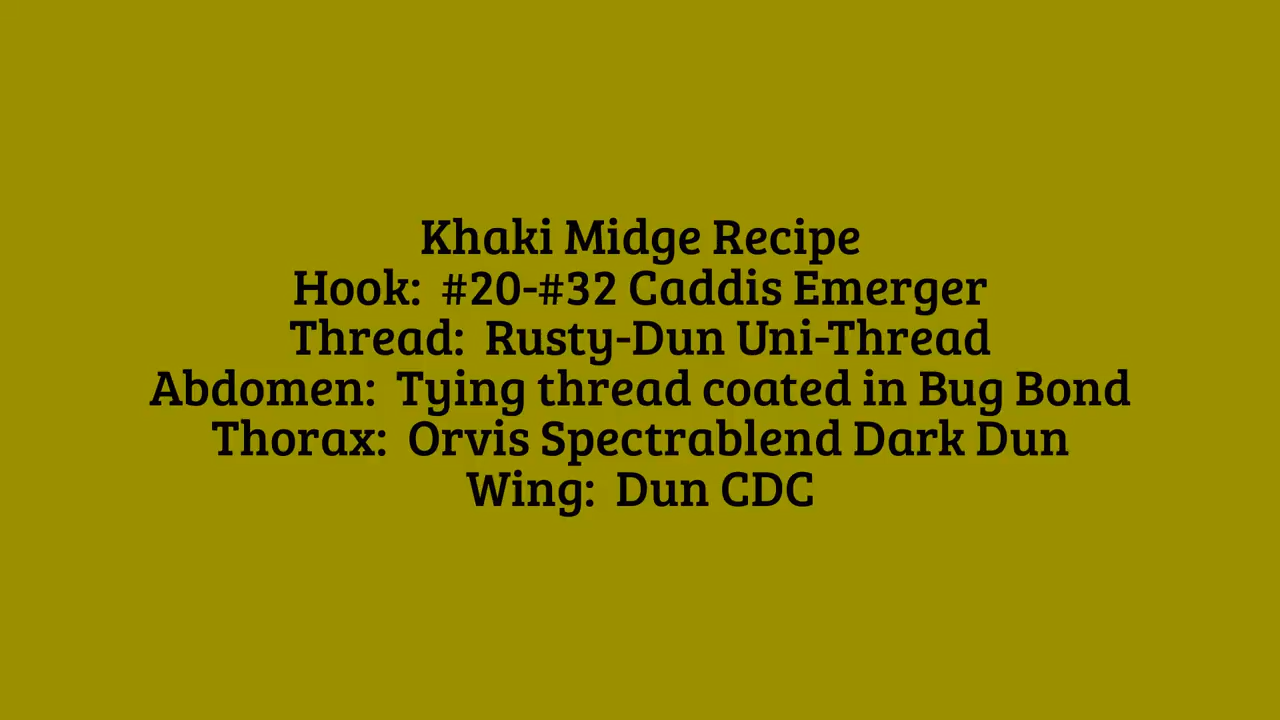 Khaki Midge Recipe
Hook:  #20-#32 Caddis Emerger
Thread:  Rusty-Dun Uni-Thread
Abdomen:  Tying thread coated in Bug Bond
Thorax:  Orvis Spectrablend Dark Dun
Wing:  Dun CDC